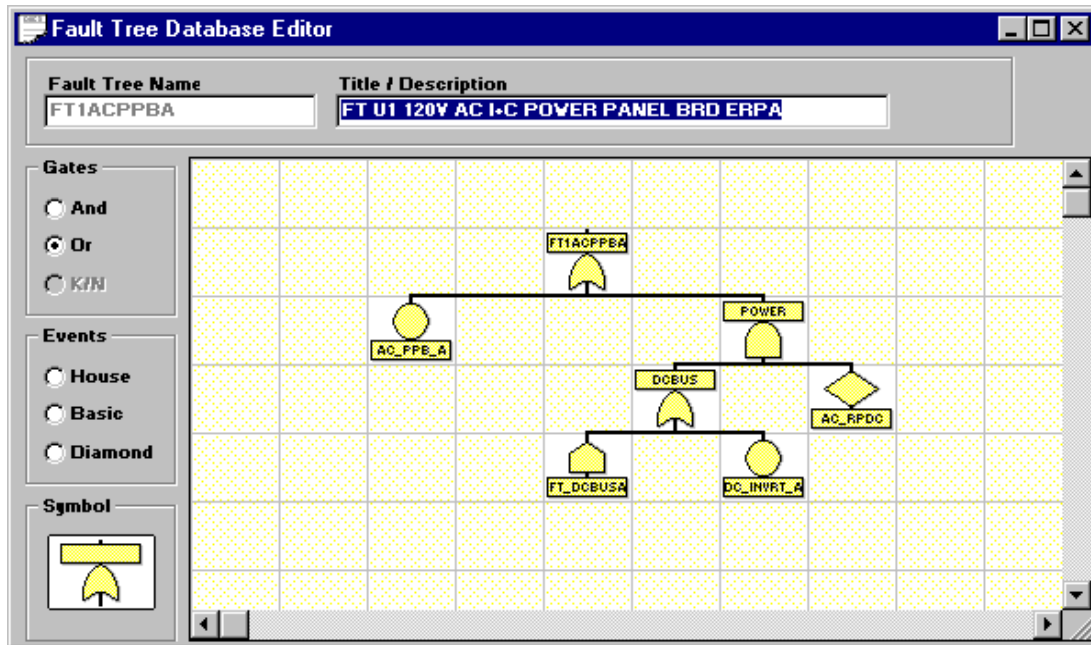 Fault Tree Database Editor
Fault Tree Name
Title / Description
FT1ACPPBA
FT U1 120V AC I+C POWER PANEL BRD ERPA
Gates
And
Or
K/N
Events
House
Basic
Diamond
Symbol
FT1ACPPBA
AC_PPB_A
POWER
DCBUS
AC_RPDC
FT_DCBUSA
DC_INVRT_A